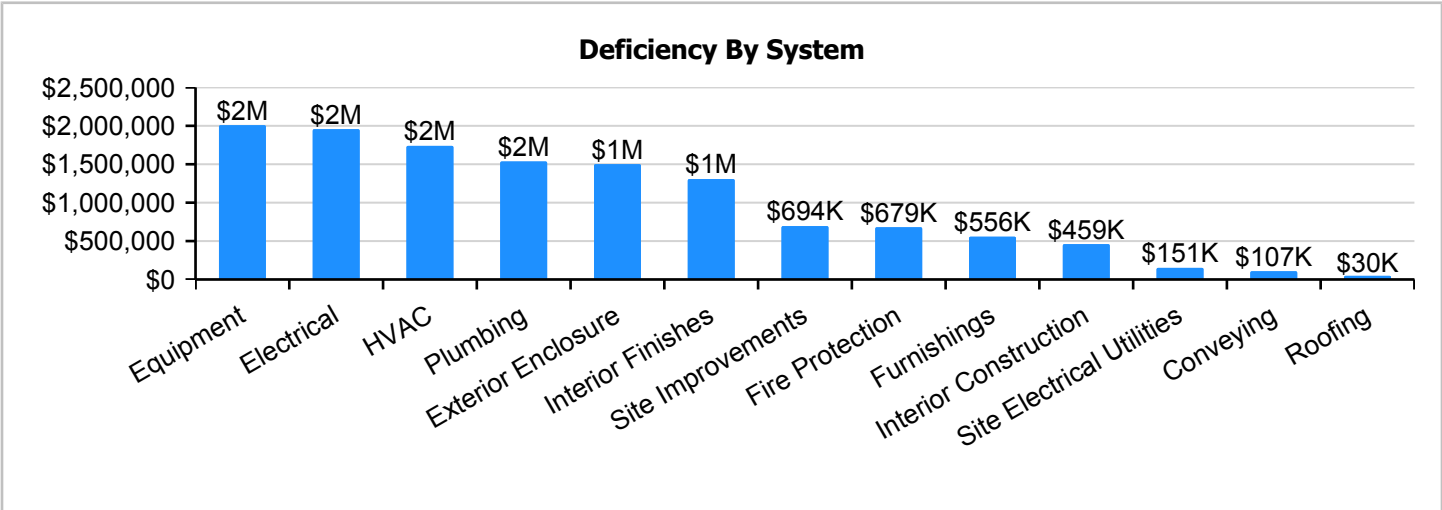 Deficiency By System
$2,500,000
$2,000,000
$1,500,000
$1,000,000
$500,000
$0
$2M
$2M
$2M
$2M
$1M
$1M
$694K
$679K
$556K
$459K
$151K
$107K
$30K
Equipment
Electrical
HVAC
Plumbing
Exterior Enclosure
Interior Finishes
Site Improvements
Fire Protection
Furnishings
Interior Construction
Site Electrical Utilities
Conveying
Roofing